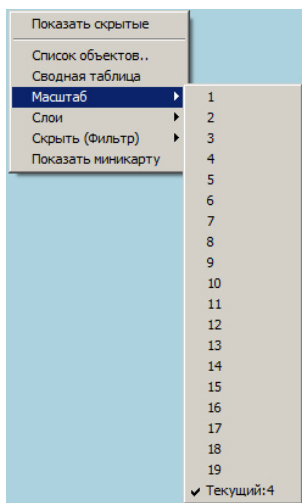 Показать скрытые
Список объектов..
Сводная таблица
Масштаб
Слои
Скрыть (Фильтр)
Показать миникарту
1
2
3
4
5
6
7
8
9
10
11
12
13
14
15
16
17
18
19
Текущий:4